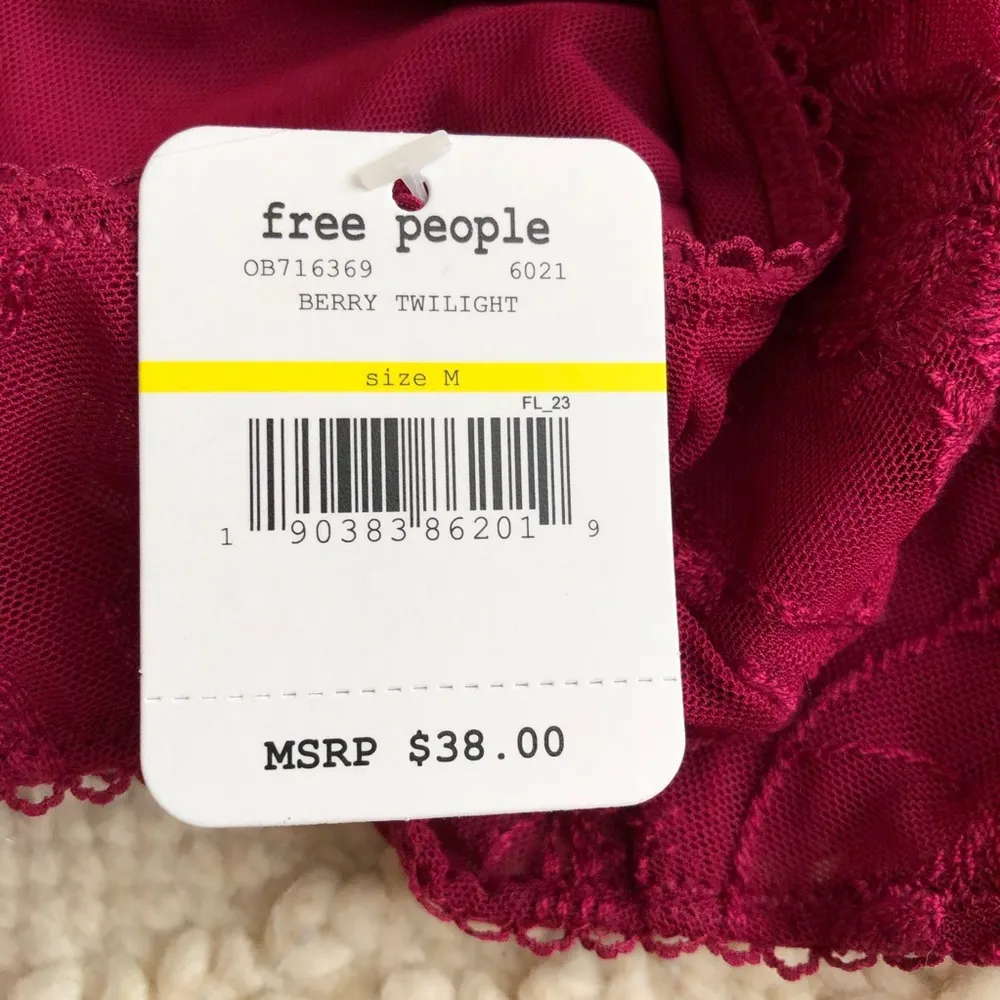 free people
OB716369 6021
BERRY TWILIGHT
size M
FL_23
1 90383 86201 9
MSRP $38.00